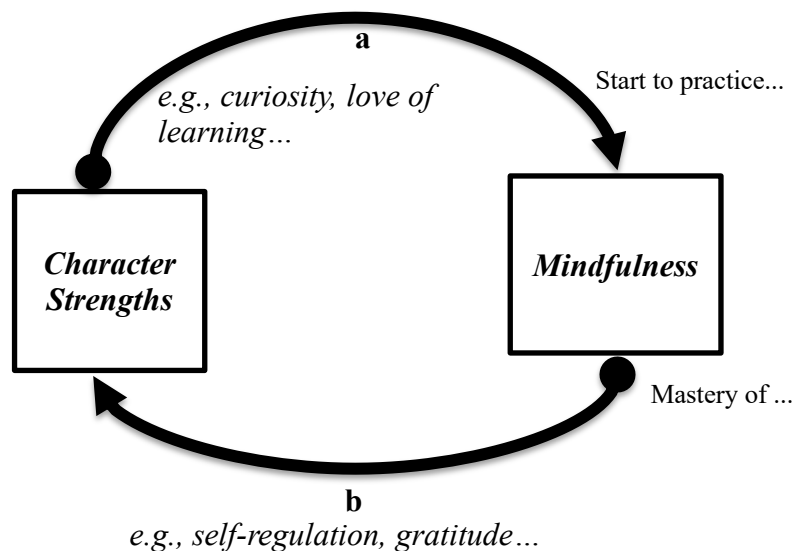 a
e.g., curiosity, love of
learning…
Start to practice...
Character
Strengths
Mindfulness
Mastery of ...
b
e.g., self-regulation, gratitude…